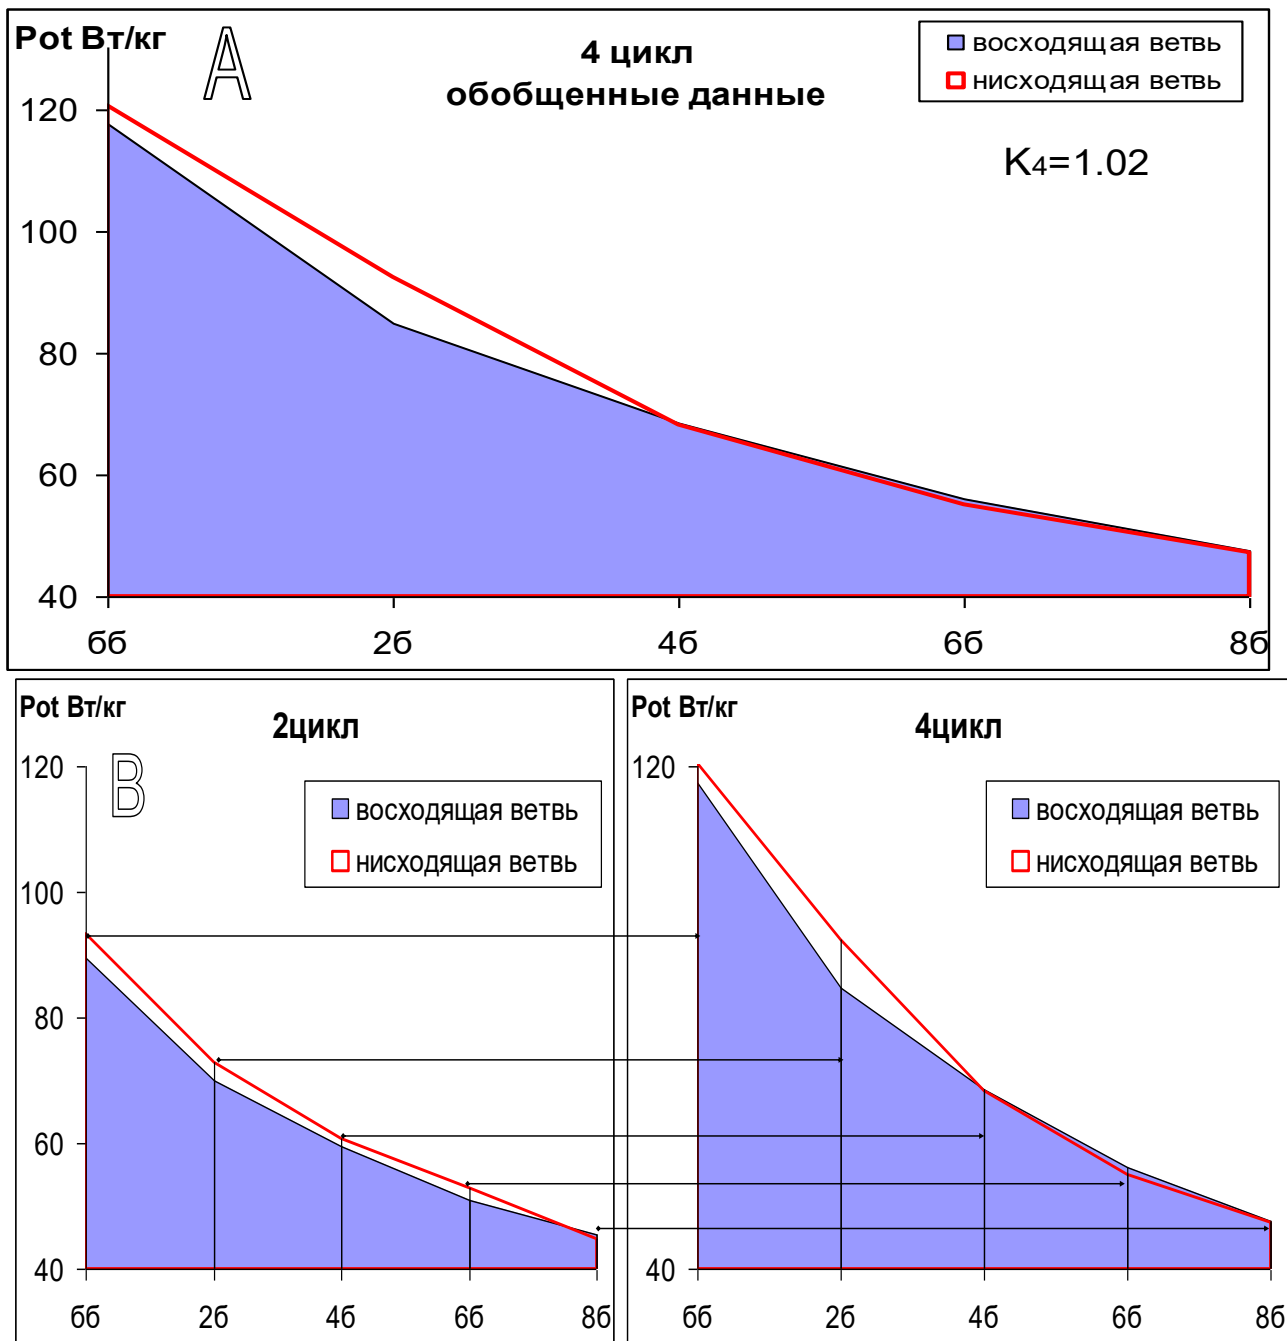 Pot Вт/кг
A
4 цикл
обобщенные данные
восходящая ветвь
нисходящая ветвь
K4=1.02
120
100
80
60
40
6б
2б
4б
6б
8б
Pot Вт/кг
2цикл
B
120
100
80
60
40
восходящая ветвь
нисходящая ветвь
6б
2б
4б
6б
8б
Pot Вт/кг
4цикл
120
40
восходящая ветвь
нисходящая ветвь
6б
2б
4б
6б
8б